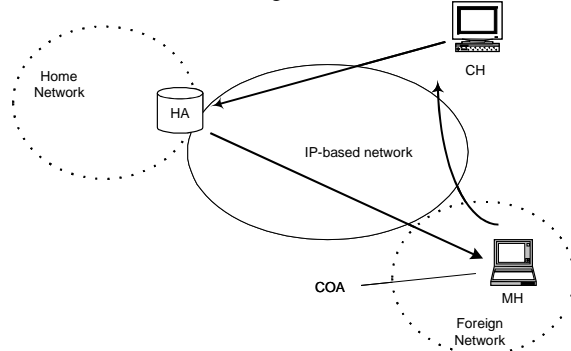 CH
Home
Network
HA
IP-based network
COA
MH
Foreign
Network